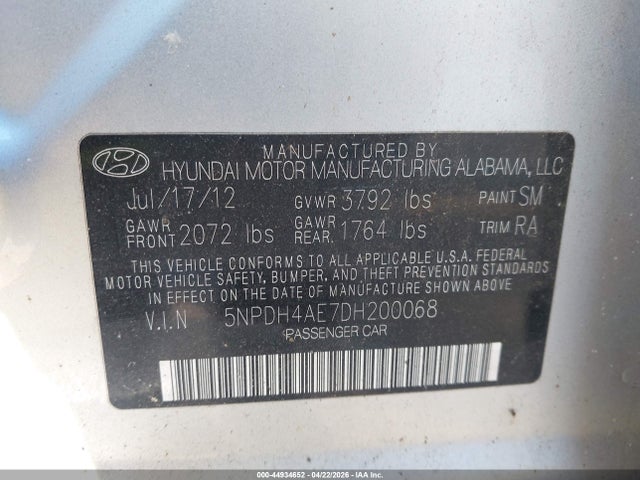 MANUFACTURED BY
HYUNDAI MOTOR MANUFACTURING ALABAMA, LLC
Jul/17/12 GVWR 3792 lbs PAINT SM
GAWR FRONT 2072 lbs GAWR REAR. 1764 lbs TRIM RA
THIS VEHICLE CONFORMS TO ALL APPLICABLE U.S.A. FEDERAL
MOTOR VEHICLE SAFETY, BUMPER, AND THEFT PREVENTION STANDARDS
IN EFFECT ON THE DATE OF MANUFACTURE SHOWN ABOVE
V.I.N 5NPDH4AE7DH200068
PASSENGER CAR
000-44934652 - 04/22/2026 - IAA Inc.